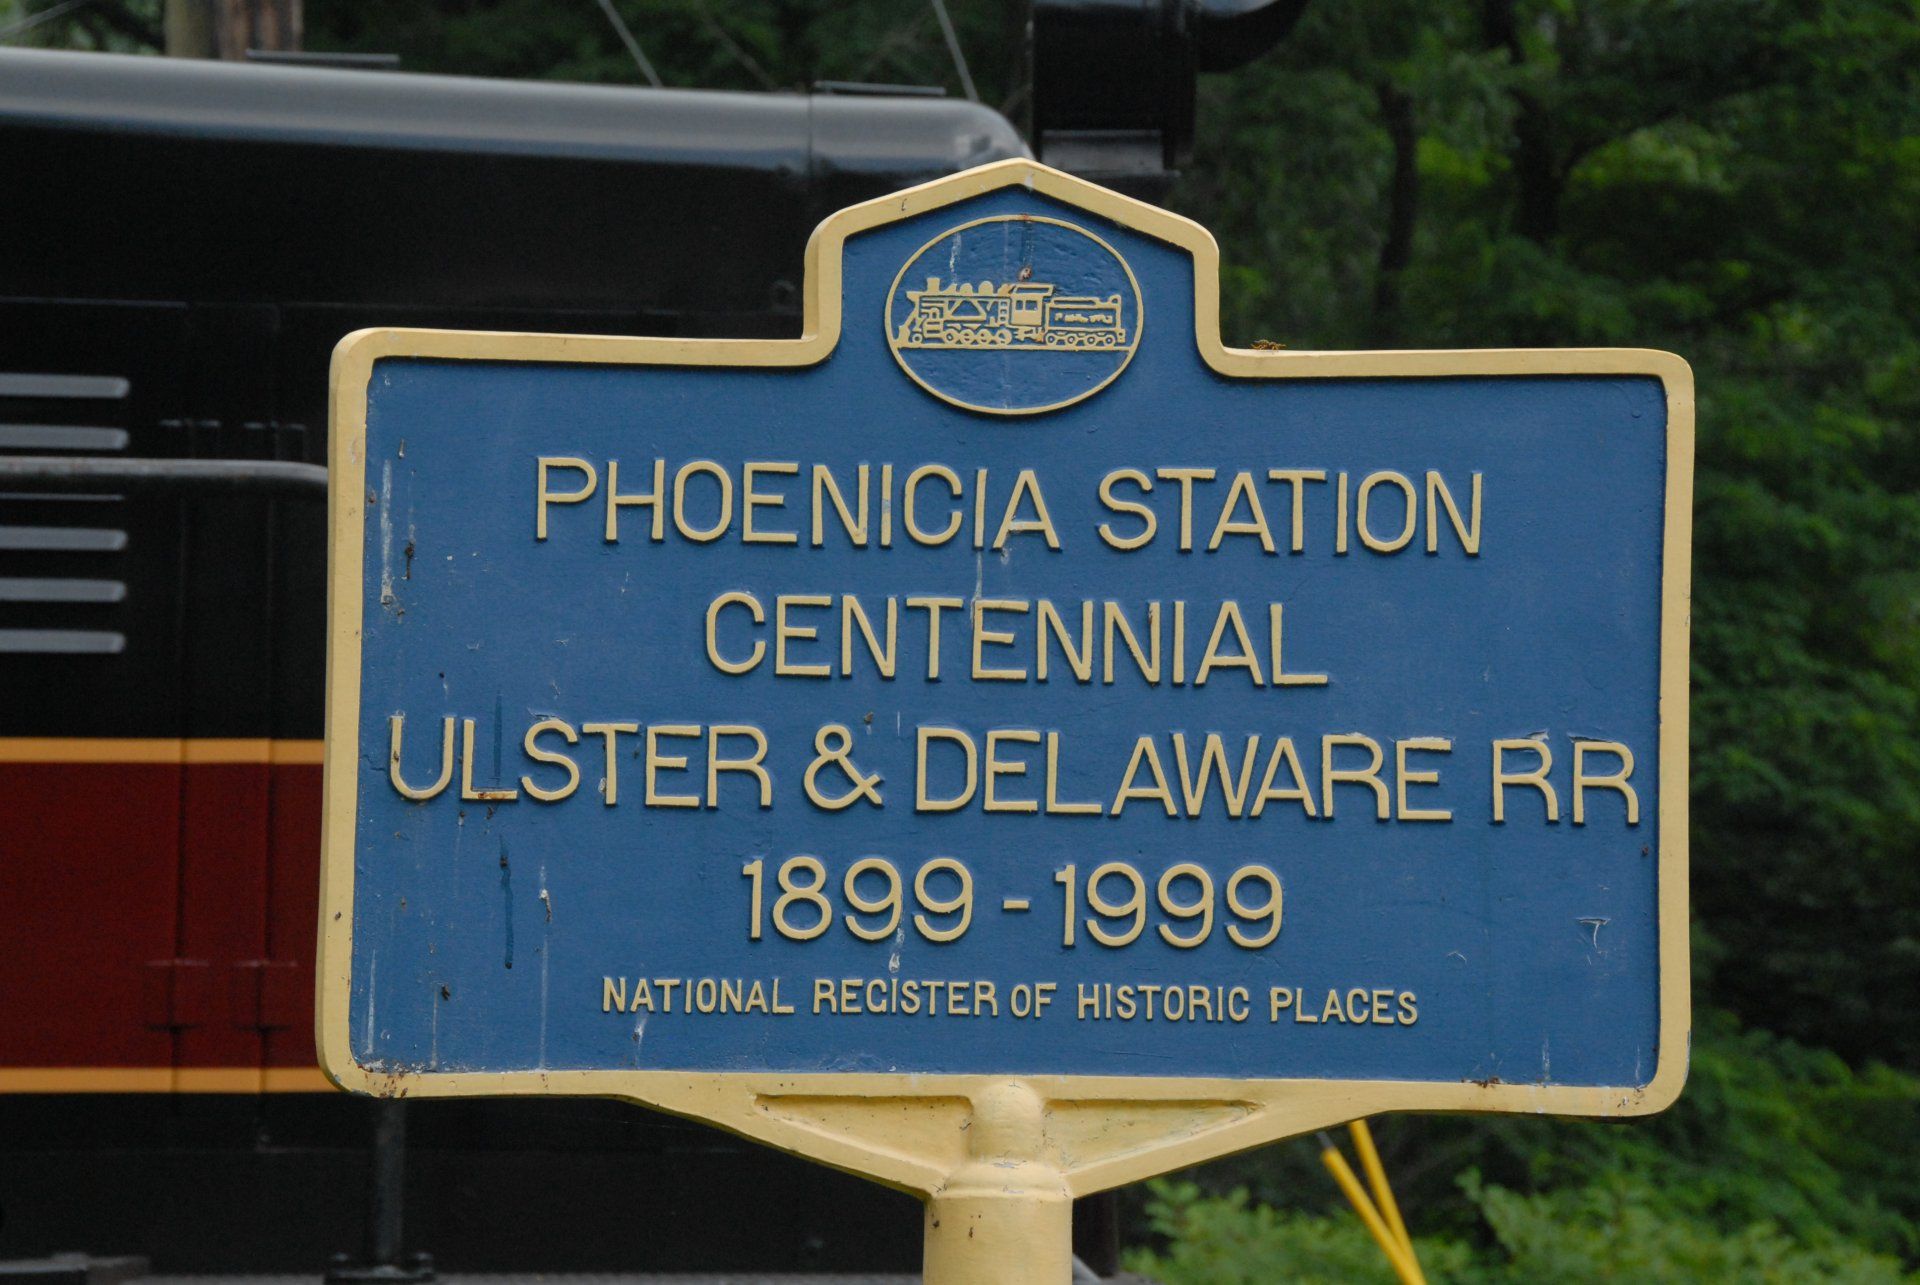 PHOENICIA STATION
CENTENNIAL
ULSTER & DELAWARE RR
1899 - 1999
NATIONAL REGISTER OF HISTORIC PLACES